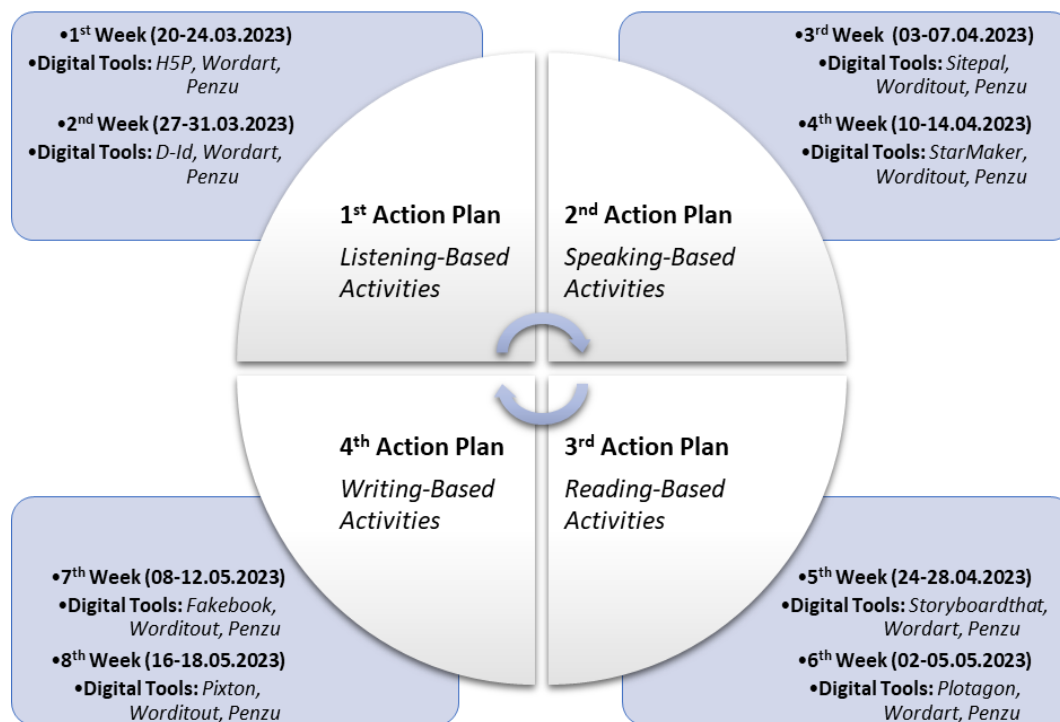 •1st Week (20-24.03.2023)
•Digital Tools: H5P, Wordart,
Penzu
•2nd Week (27-31.03.2023)
•Digital Tools: D-Id, Wordart,
Penzu
•3rd Week (03-07.04.2023)
•Digital Tools: Sitepal,
Worditout, Penzu
•4th Week (10-14.04.2023)
•Digital Tools: StarMaker,
Worditout, Penzu
1st Action Plan
Listening-Based
Activities
2nd Action Plan
Speaking-Based
Activities
4th Action Plan
Writing-Based
Activities
3rd Action Plan
Reading-Based
Activities
•7th Week (08-12.05.2023)
•Digital Tools: Fakebook,
Worditout, Penzu
•8th Week (16-18.05.2023)
•Digital Tools: Pixton,
Worditout, Penzu
•5th Week (24-28.04.2023)
•Digital Tools: Storyboardthat,
Wordart, Penzu
•6th Week (02-05.05.2023)
•Digital Tools: Plotagon,
Wordart, Penzu